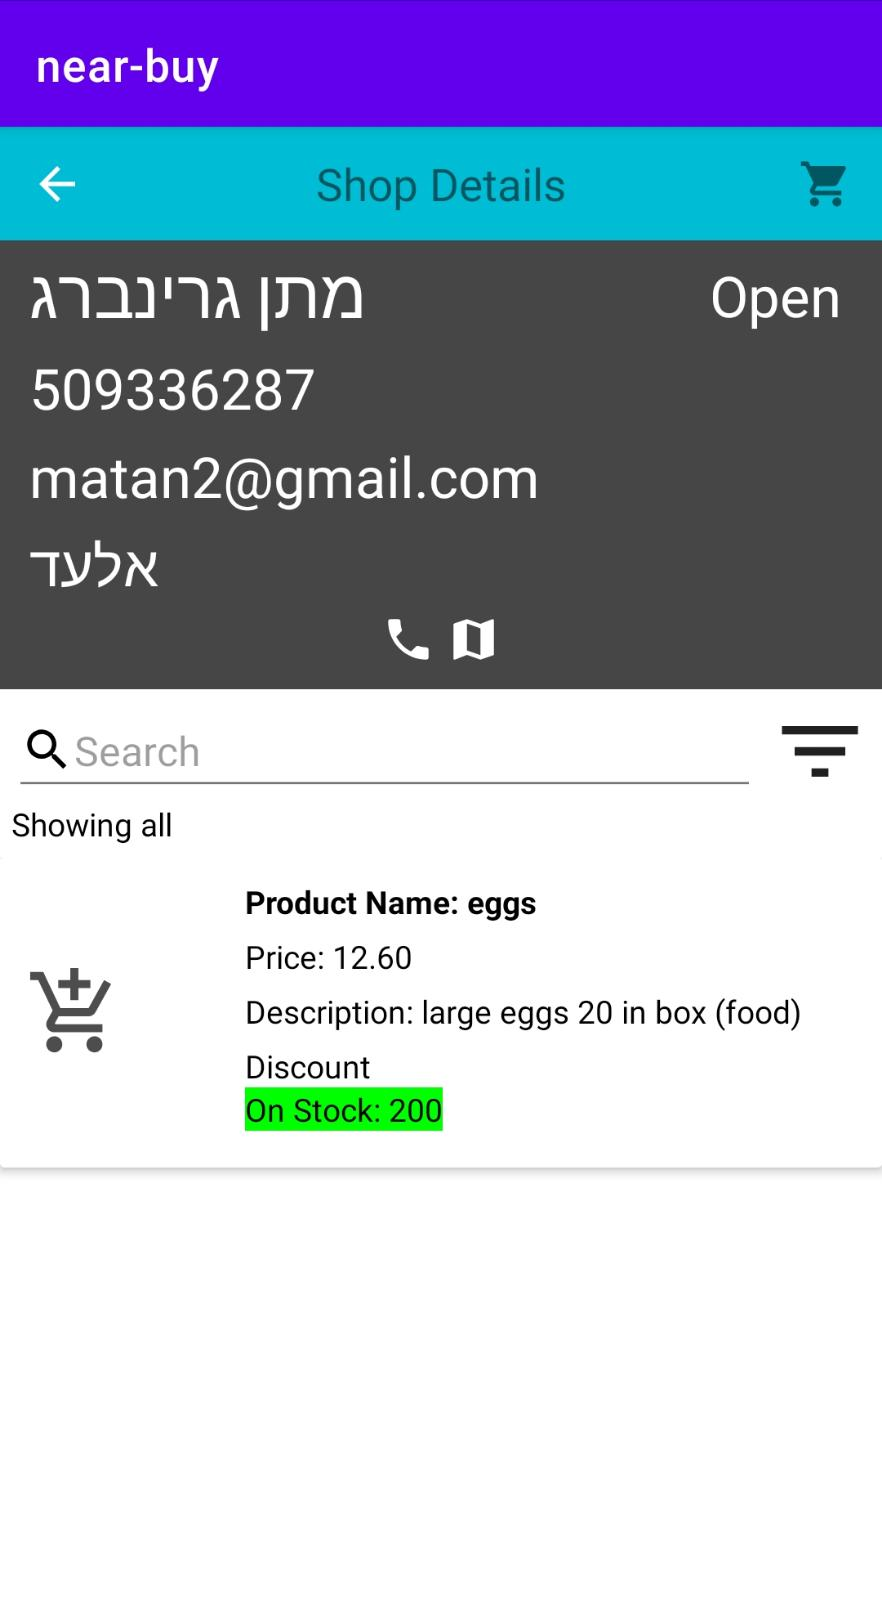 near-buy
Shop Details
מתן גרינברג
Open
509336287
matan2@gmail.com
אלעד
Search
Showing all
Product Name: eggs
Price: 12.60
Description: large eggs 20 in box (food)
Discount
On Stock: 200